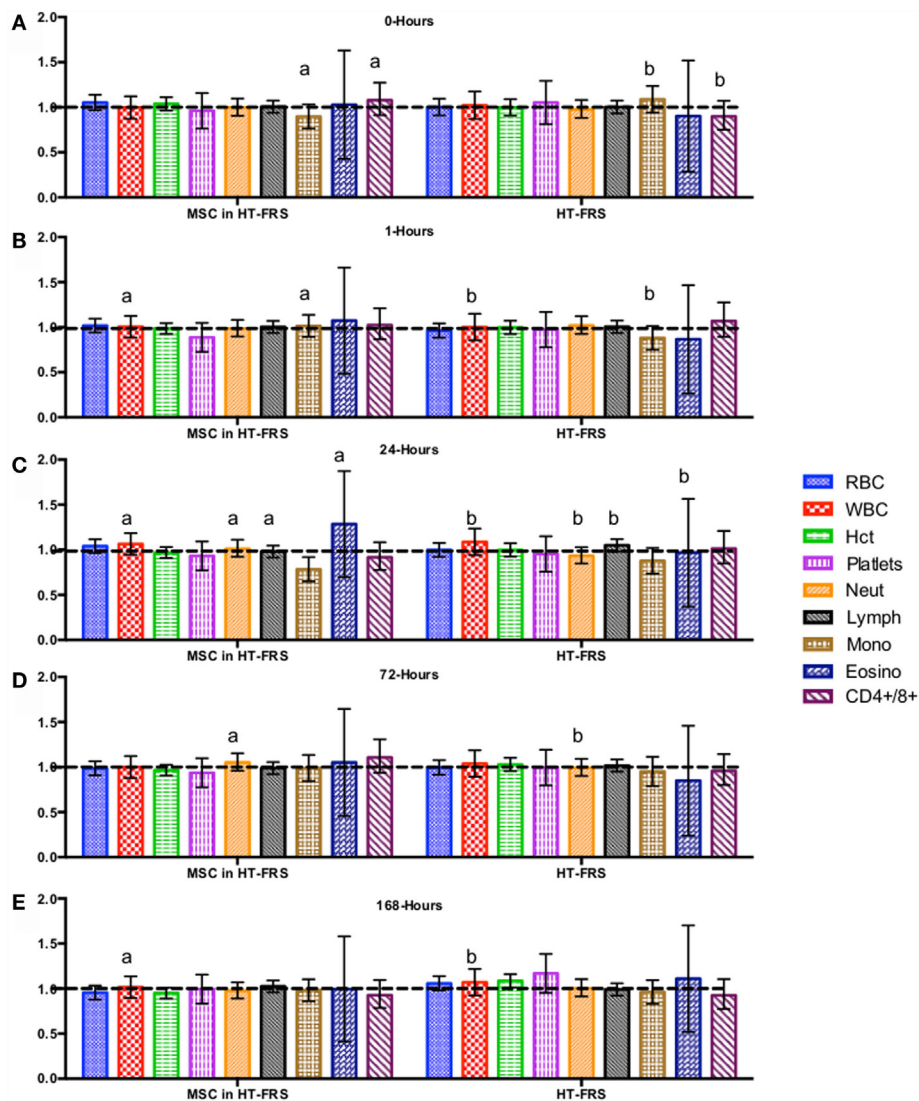 A
0-Hours
2.0
1.5
1.0
0.5
0.0
a
a
b
b
MSC in HT-FRS
HT-FRS
B
1-Hours
2.0
1.5
1.0
0.5
0.0
a
a
b
b
MSC in HT-FRS
HT-FRS
C
24-Hours
2.0
1.5
1.0
0.5
0.0
a
a
a
a
b
b
b
b
MSC in HT-FRS
HT-FRS
RBC
WBC
Hct
Platlets
Neut
Lymph
Mono
Eosino
CD4+/8+
D
72-Hours
2.0
1.5
1.0
0.5
0.0
a
b
MSC in HT-FRS
HT-FRS
E
168-Hours
2.0
1.5
1.0
0.5
0.0
a
b
MSC in HT-FRS
HT-FRS